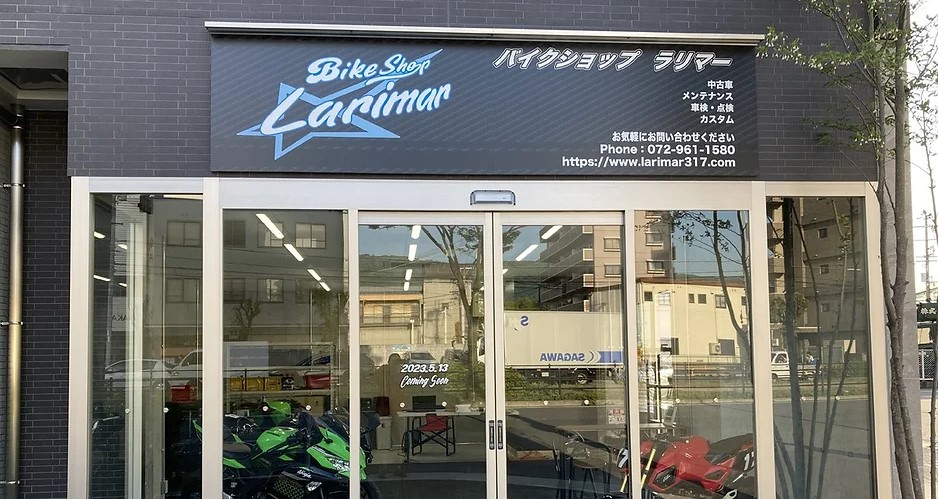 Bike Shop
Larimar
バイクショップ ラリマー
中古車
メンテナンス
車検・点検
カスタム
お気軽にお問い合わせください
Phone：072-961-1580
https://www.larimar317.com
S
SAGAWA
2023.5.13
Coming Soon
Ninja